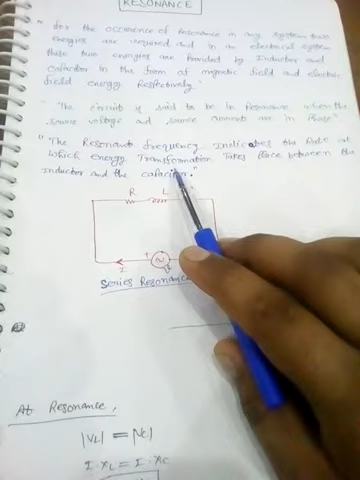 RESONANCE
"For the occurence of Resonance in any system two
energies are required and in an electrical system
these two energies are provided by Inductor and
capacitor in the form of magnetic field and electric
field energy Respectively"
"The circuit is said to be in Resonance when the
source voltage and source current are in Phase"
"The Resonant frequency Indicates the Rate at
which energy Transformation Takes place between the
Inductor and the capacitor."
R L
+
I
Series Resonance
At Resonance,
|VL| = |Vc|
I·XL = I·Xc